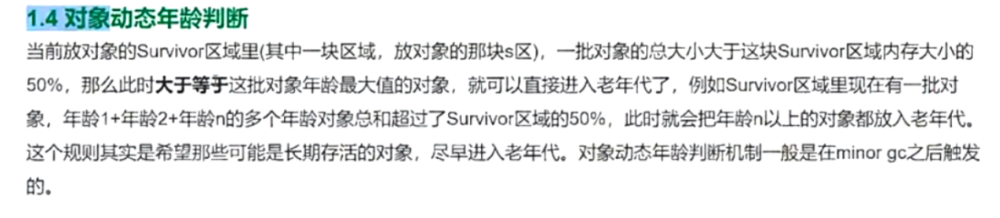 1.4 对象动态年龄判断
当前放对象的Survivor区域里(其中一块区域，放对象的那块s区)，一批对象的总大小大于这块Survivor区域内存大小的
50%，那么此时大于等于这批对象年龄最大值的对象，就可以直接进入老年代了，例如Survivor区域里现在有一批对
象，年龄1+年龄2+年龄n的多个年龄对象总和超过了Survivor区域的50%，此时就会把年龄n以上的对象都放入老年代。
这个规则其实是希望那些可能是长期存活的对象，尽早进入老年代。对象动态年龄判断机制一般是在minor gc之后触发
的。